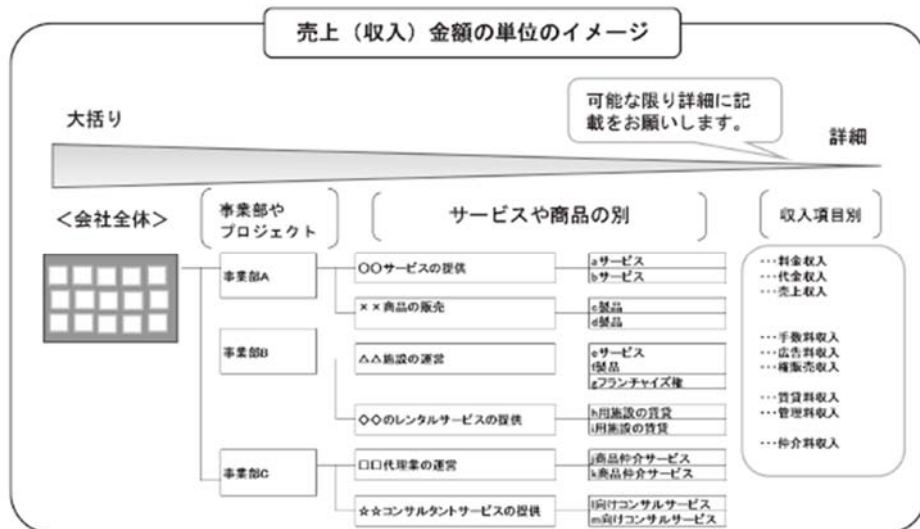 売上（収入）金額の単位のイメージ
可能な限り詳細に記
載をお願いします。
大括り
詳細
＜会社全体＞
事業部や
プロジェクト
サービスや商品の別
収入項目別
事業部A
○○サービスの提供
aサービス
bサービス
××商品の販売
c製品
d製品
事業部B
△△施設の運営
eサービス
f製品
gフランチャイズ権
◇◇のレンタルサービスの提供
h用施設の賃貸
i用施設の賃貸
事業部C
□□代理業の運営
j商品仲介サービス
k商品仲介サービス
☆☆コンサルタントサービスの提供
l向けコンサルサービス
m向けコンサルサービス
…料金収入
…代金収入
…売上収入
…手数料収入
…広告料収入
…権販売収入
…賃貸料収入
…管理料収入
…仲介料収入